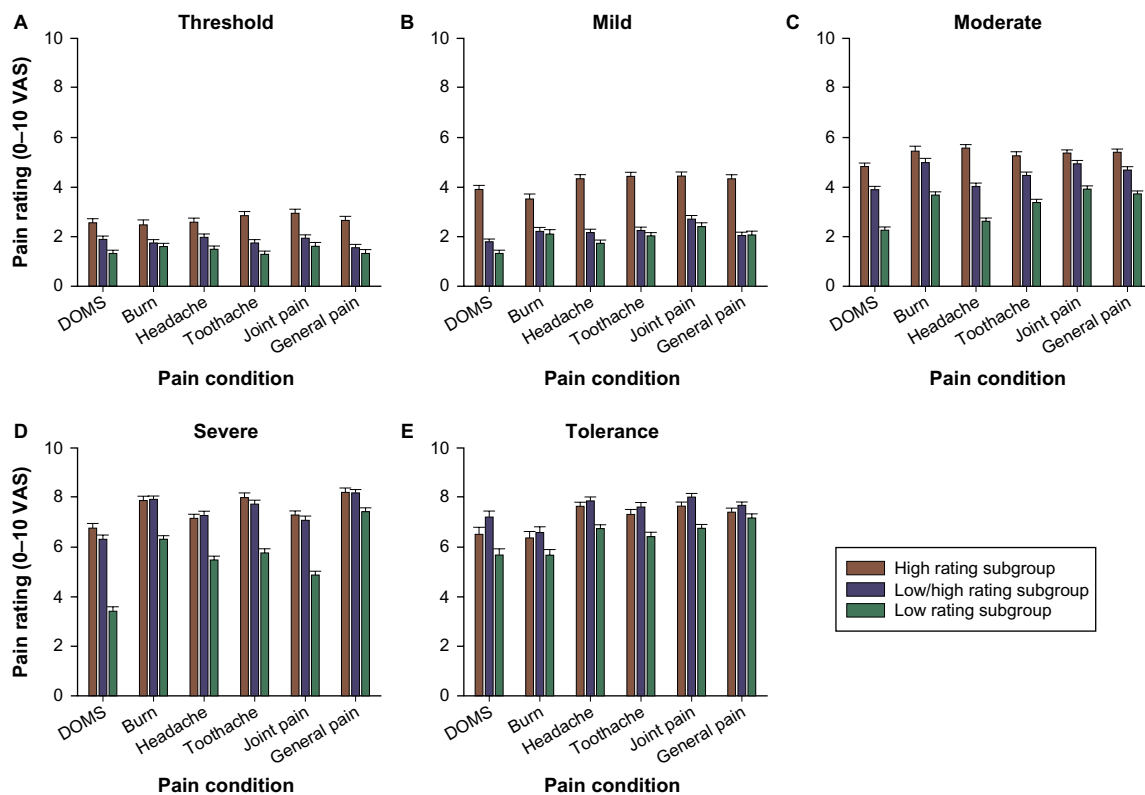 A Threshold
Pain rating (0–10 VAS)
10
8
6
4
2
0
DOMS
Burn
Headache
Toothache
Joint pain
General pain
Pain condition
B Mild
10
8
6
4
2
0
DOMS
Burn
Headache
Toothache
Joint pain
General pain
Pain condition
C Moderate
10
8
6
4
2
0
DOMS
Burn
Headache
Toothache
Joint pain
General pain
Pain condition
D Severe
Pain rating (0–10 VAS)
10
8
6
4
2
0
DOMS
Burn
Headache
Toothache
Joint pain
General pain
Pain condition
E Tolerance
10
8
6
4
2
0
DOMS
Burn
Headache
Toothache
Joint pain
General pain
Pain condition
High rating subgroup
Low/high rating subgroup
Low rating subgroup